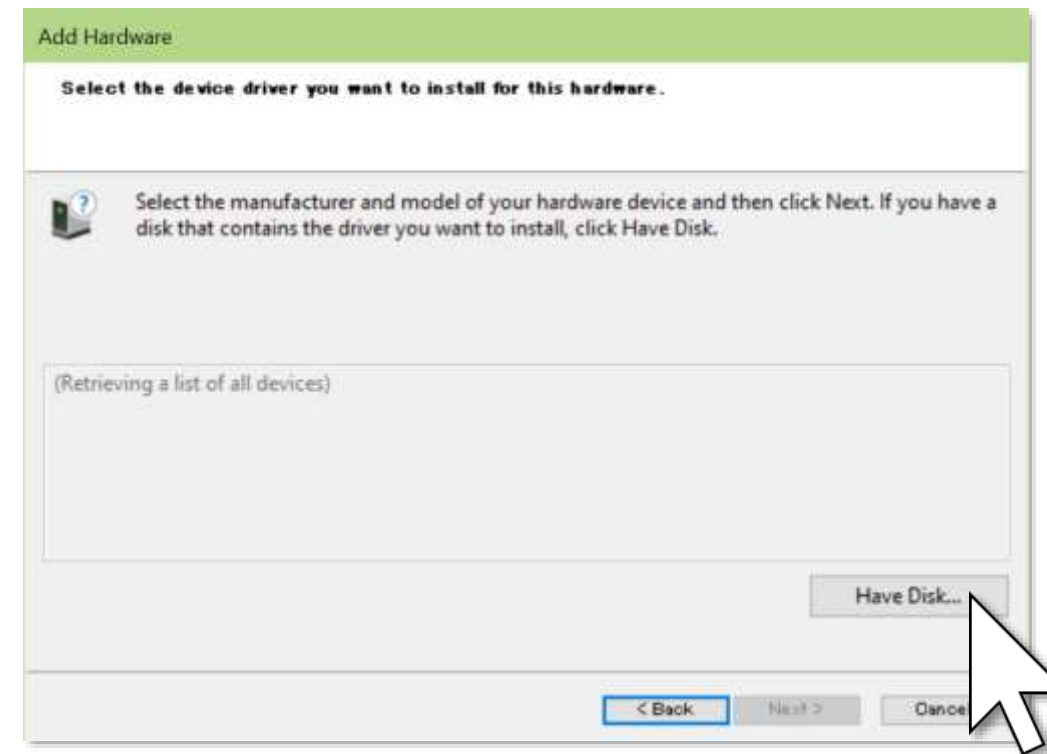 Add Hardware
Select the device driver you want to install for this hardware.
Select the manufacturer and model of your hardware device and then click Next. If you have a
disk that contains the driver you want to install, click Have Disk.
(Retrieving a list of all devices)
Have Disk...
< Back Next > Cancel